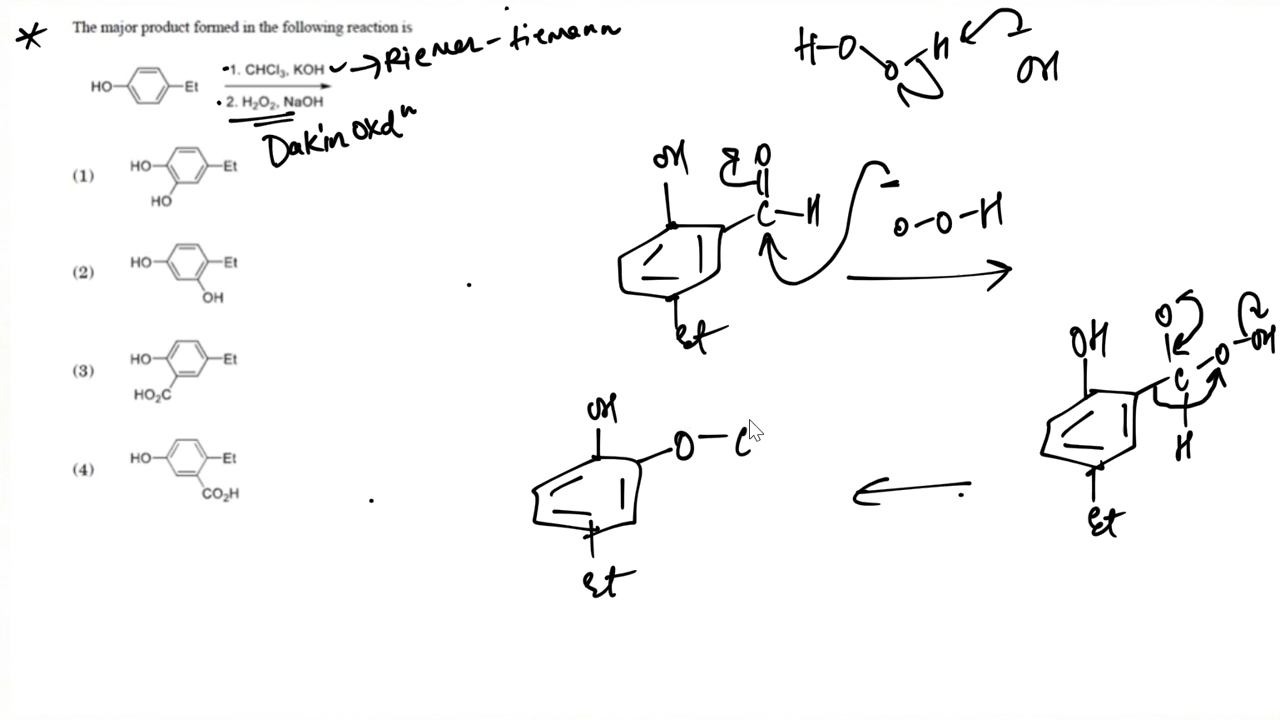 The major product formed in the following reaction is
HO Et
1. CHCl3, KOH → Riemer-tiemann
2. H2O2, NaOH
Dakin Oxdn
(1) HO Et
HO
(2) HO Et
OH
(3) HO Et
HO2C
(4) HO Et
CO2H
H-O
O H
OH
OH O
C-H
O-O-H
Et
OH O
C O-OH
H
Et
OH
O-C
Et